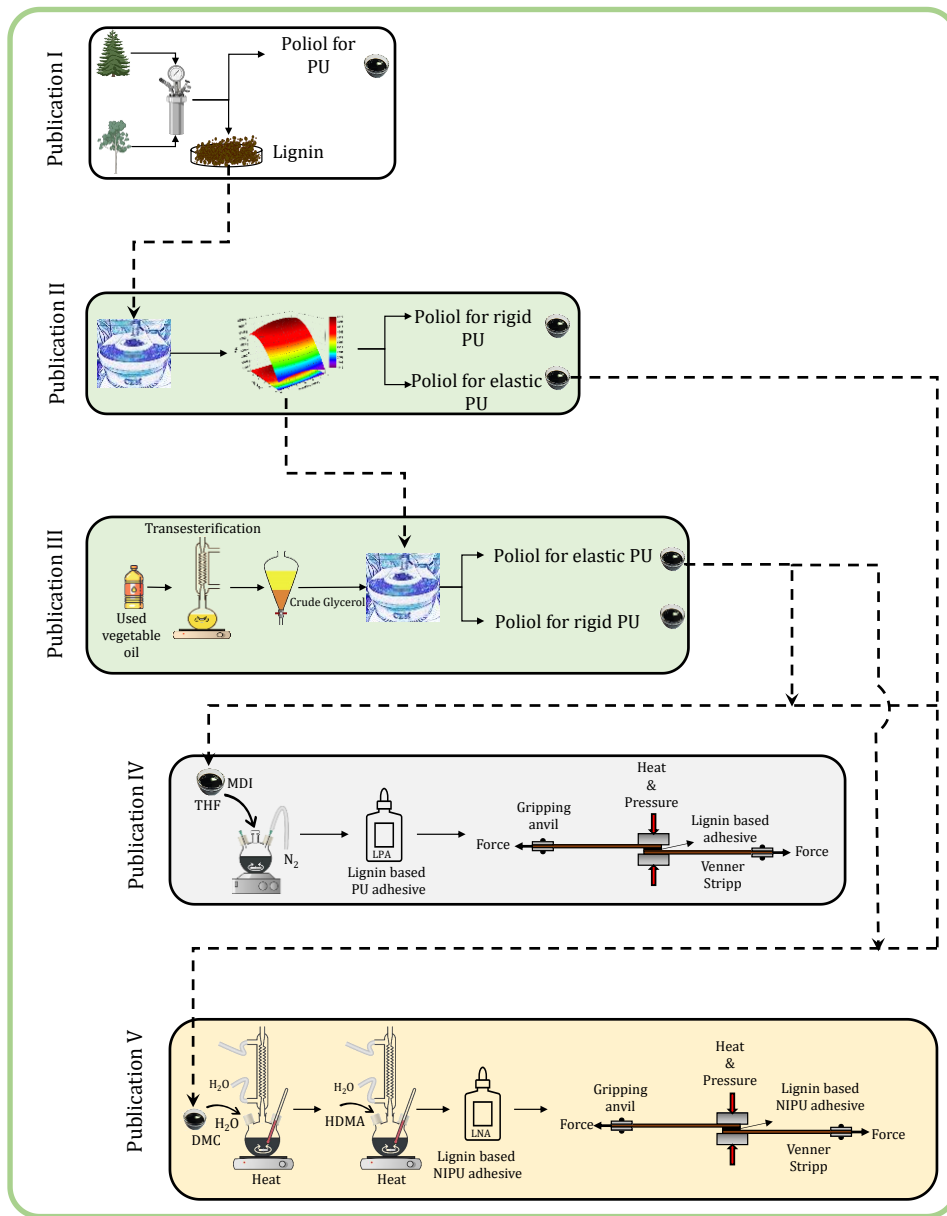 Publication I
Poliol for
PU
Lignin
Publication II
Poliol for rigid
PU
Poliol for elastic
PU
Publication III
Transesterification
Used
vegetable
oil
Crude Glycerol
Poliol for elastic PU
Poliol for rigid PU
Publication IV
MDI
THF
N₂
LPA
Lignin based
PU adhesive
Heat
&
Pressure
Gripping
anvil
Lignin based
adhesive
Force
Force
Venner
Stripp
Publication V
H₂O
H₂O
DMC
Heat
H₂O
HDMA
Heat
LNA
Lignin based
NIPU adhesive
Heat
&
Pressure
Gripping
anvil
Lignin based
NIPU adhesive
Force
Force
Venner
Stripp